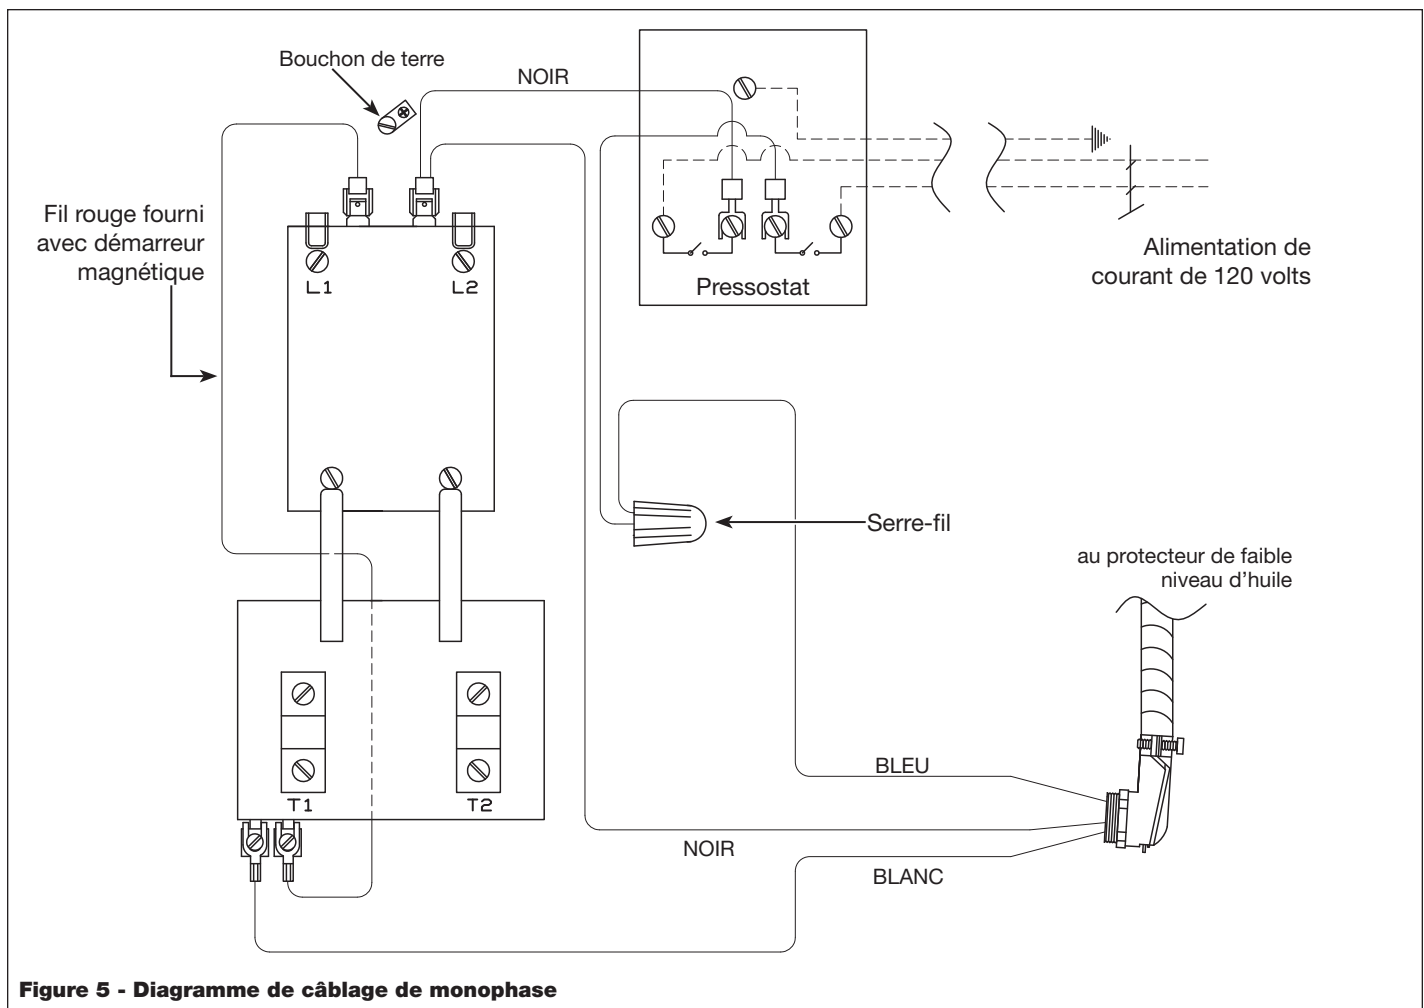 Bouchon de terre
NOIR
Fil rouge fourni
avec démarreur
magnétique
L1
L2
Pressostat
Alimentation de
courant de 120 volts
Serre-fil
au protecteur de faible
niveau d’huile
BLEU
T1
T2
NOIR
BLANC
Figure 5 - Diagramme de câblage de monophase